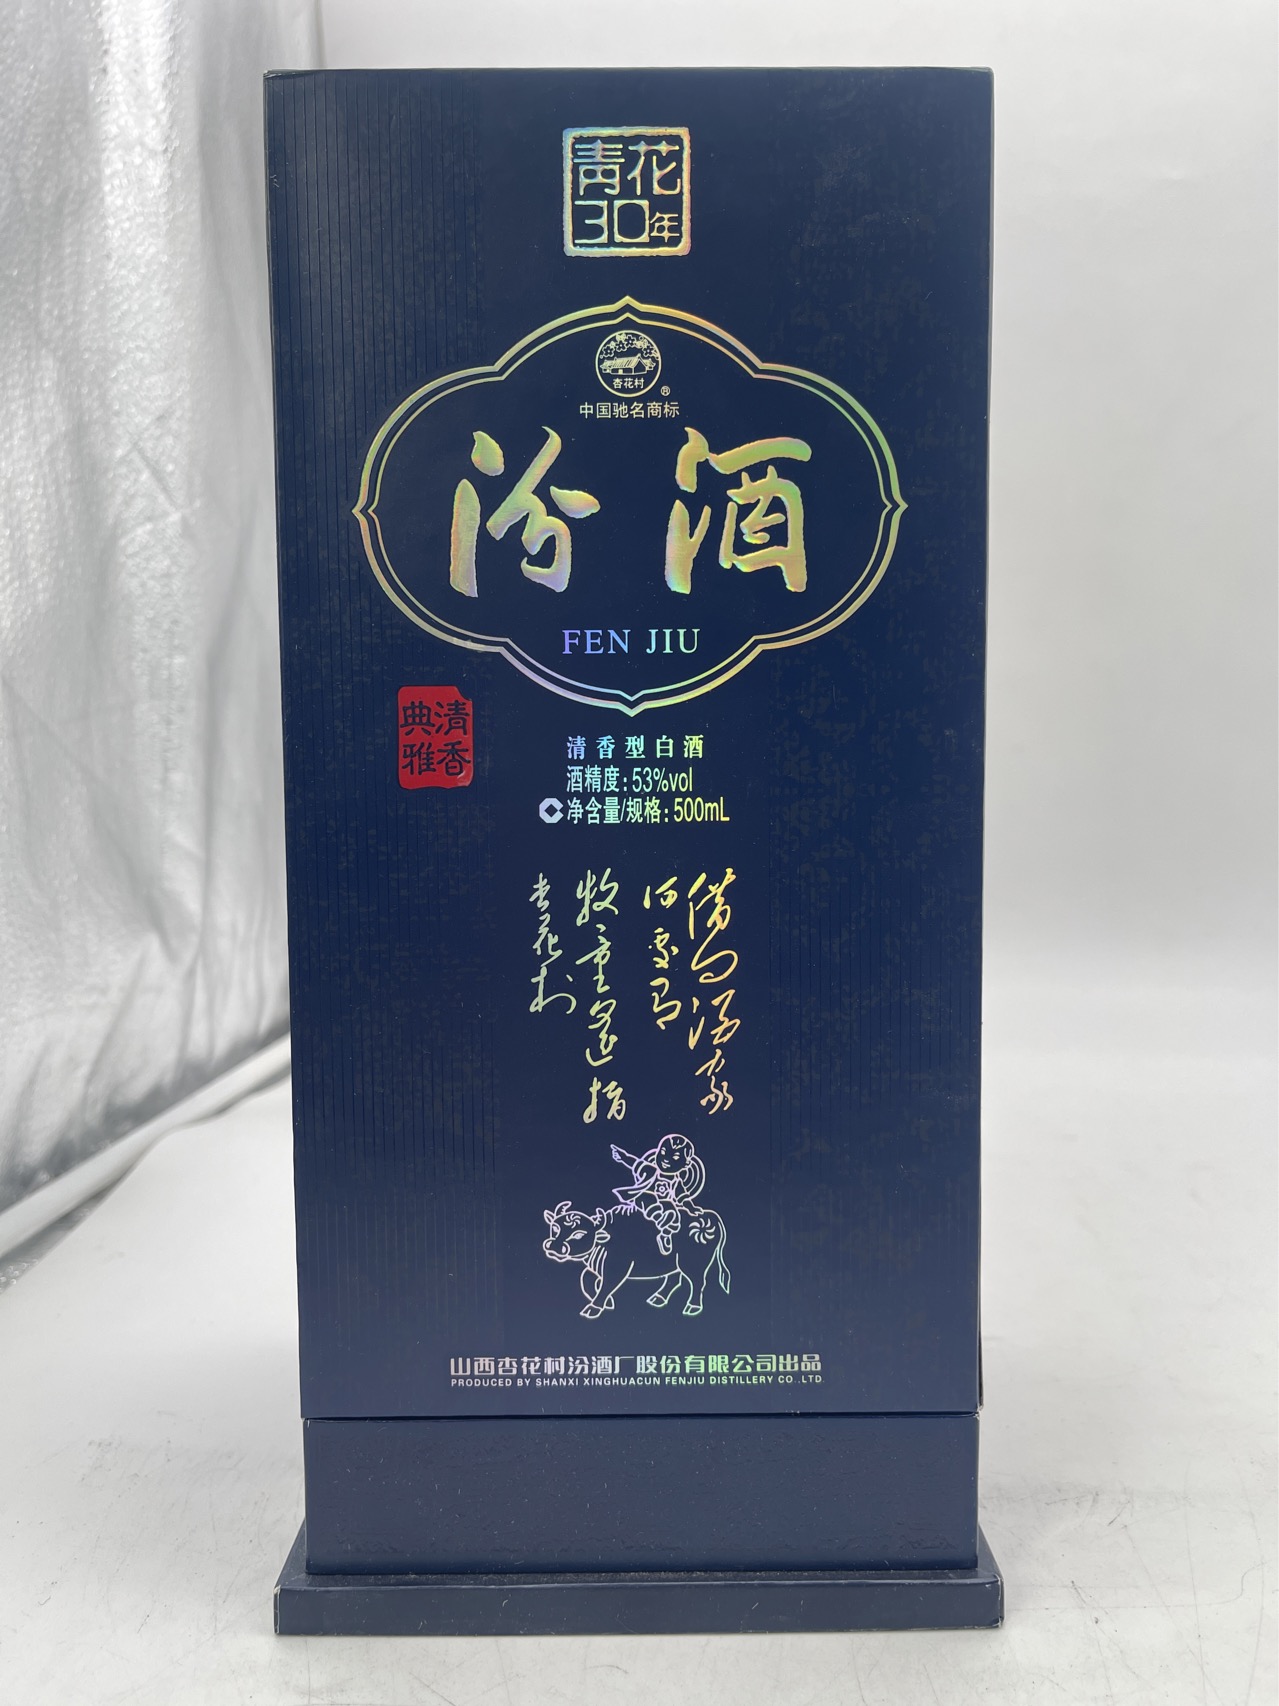 青花
30年
杏花村
®
中国驰名商标
汾酒
FEN JIU
清香
典雅
清香型白酒
酒精度:53%vol
净含量/规格:500mL
借问酒家
何处有
牧童遥指
杏花村
山西杏花村汾酒厂股份有限公司出品
PRODUCED BY SHANXI XINGHUACUN FENJIU DISTILLERY CO.,LTD.